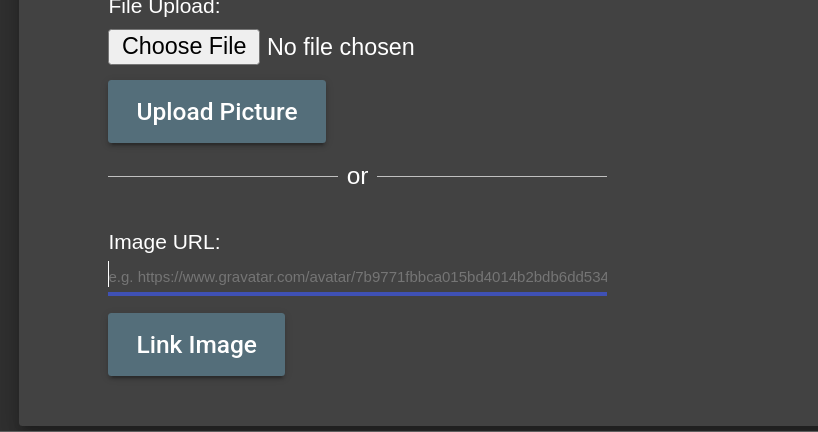 File Upload:
Choose File No file chosen
Upload Picture
or
Image URL:
e.g. https://www.gravatar.com/avatar/7b9771fbbca015bd4014b2bdb6dd534
Link Image